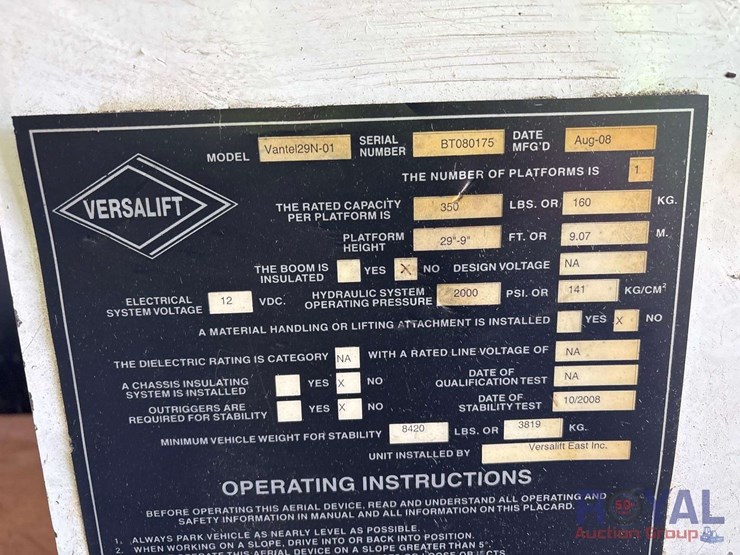 MODEL Vantel29N-01 SERIAL NUMBER BT080175 DATE MFG'D Aug-08
THE NUMBER OF PLATFORMS IS 1
VERSALIFT
THE RATED CAPACITY PER PLATFORM IS 350 LBS. OR 160 KG.
PLATFORM HEIGHT 29"-9" FT. OR 9.07 M.
THE BOOM IS INSULATED YES X NO DESIGN VOLTAGE NA
ELECTRICAL SYSTEM VOLTAGE 12 VDC. HYDRAULIC SYSTEM OPERATING PRESSURE 2000 PSI. OR 141 KG/CM²
A MATERIAL HANDLING OR LIFTING ATTACHMENT IS INSTALLED YES X NO
THE DIELECTRIC RATING IS CATEGORY NA WITH A RATED LINE VOLTAGE OF NA
A CHASSIS INSULATING SYSTEM IS INSTALLED YES X NO DATE OF QUALIFICATION TEST NA
OUTRIGGERS ARE REQUIRED FOR STABILITY YES X NO DATE OF STABILITY TEST 10/2008
MINIMUM VEHICLE WEIGHT FOR STABILITY 8420 LBS. OR 3819 KG.
UNIT INSTALLED BY Versalift East Inc.
OPERATING INSTRUCTIONS
BEFORE OPERATING THIS AERIAL DEVICE, READ AND UNDERSTAND ALL OPERATING AND
SAFETY INFORMATION IN MANUAL AND ALL INFORMATION ON THIS PLACARD.
1. ALWAYS PARK VEHICLE AS NEARLY LEVEL AS POSSIBLE.
2. WHEN WORKING ON A SLOPE, DRIVE INTO OR BACK INTO POSITION.
THIS AERIAL DEVICE ON A SLOPE GREATER THAN 5°.
ROYAL
Auction Group